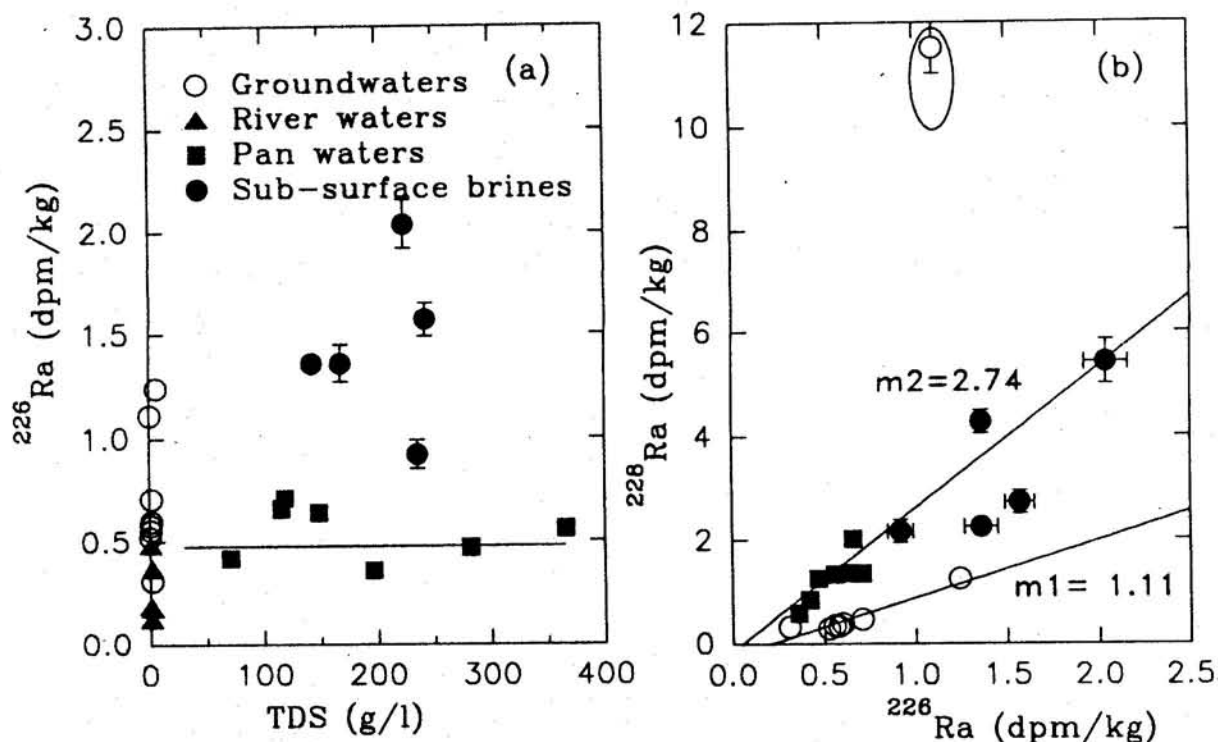 3.0
2.5
2.0
1.5
1.0
0.5
0.0
²²⁶Ra (dpm/kg)
(a)
Groundwaters
River waters
Pan waters
Sub-surface brines
0 100 200 300 400
TDS (g/l)
12
10
8
6
4
2
0
²²⁸Ra (dpm/kg)
(b)
m2=2.74
m1= 1.11
0.0 0.5 1.0 1.5 2.0 2.5
²²⁶Ra (dpm/kg)